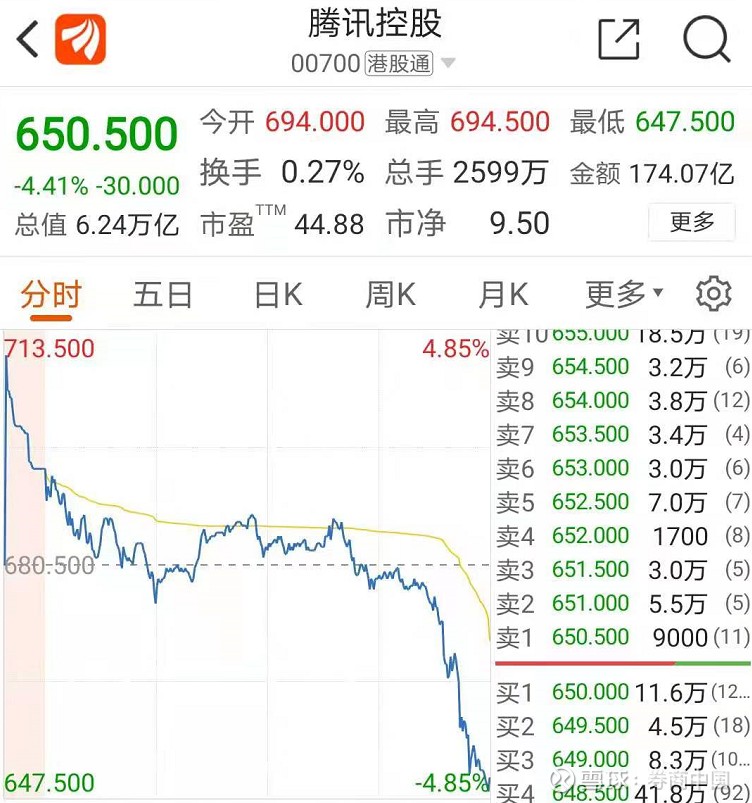 腾讯控股
00700 港股通
650.500
-4.41% -30.000
今开 694.000 最高 694.500 最低 647.500
换手 0.27% 总手 2599万 金额 174.07亿
总值 6.24万亿 市盈TTM 44.88 市净 9.50 更多
分时 五日 日K 周K 月K 更多
713.500 4.85%
680.500
647.500 -4.85%
卖10 655.000 18.5万 (19)
卖9 654.500 3.2万 (6)
卖8 654.000 3.8万 (12)
卖7 653.500 3.4万 (4)
卖6 653.000 3.0万 (6)
卖5 652.500 7.0万 (7)
卖4 652.000 1700 (8)
卖3 651.500 3.0万 (5)
卖2 651.000 5.5万 (5)
卖1 650.500 9000 (11)
买1 650.000 11.6万 (12...
买2 649.500 4.5万 (18)
买3 649.000 8.3万 (10...
买4 648.500 41.8万 (92)
雪球：券商中国